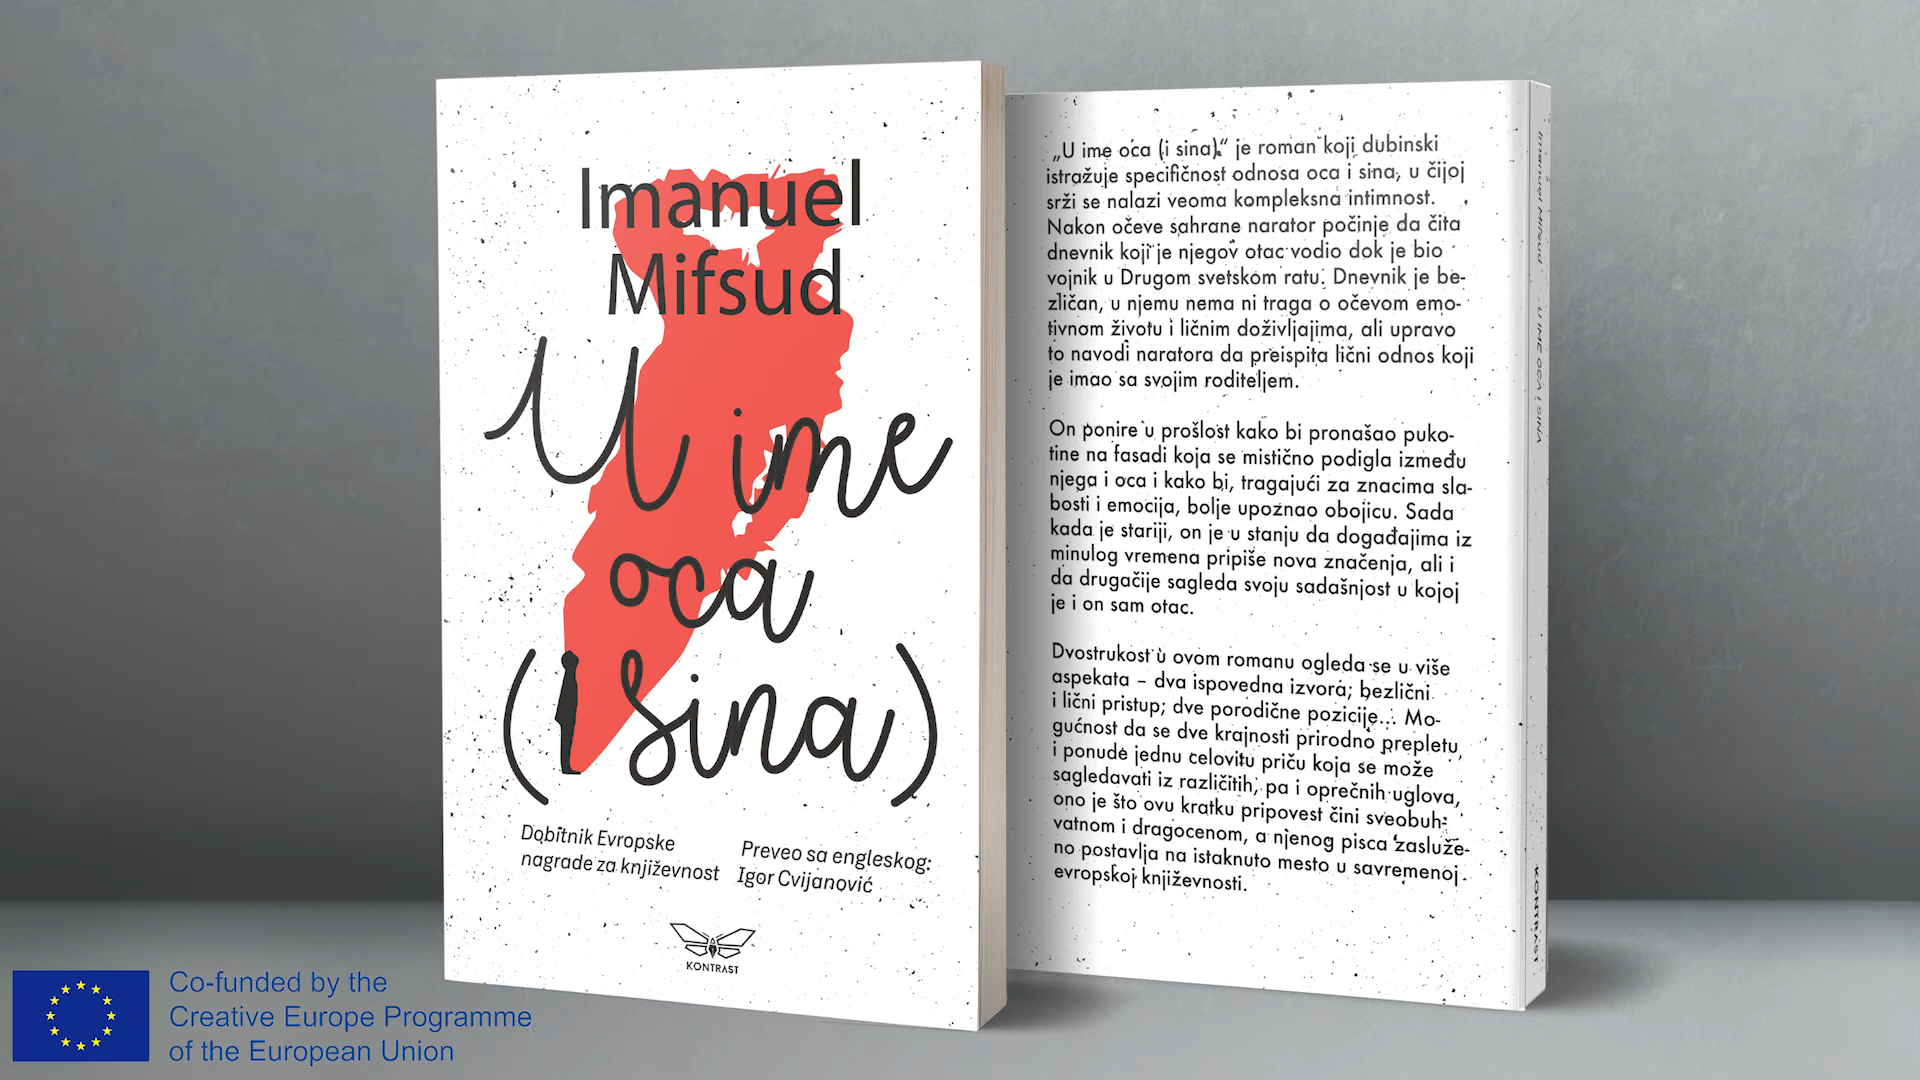 Imanuel
Mifsud
U ime
oca
(i sina)
Dobitnik Evropske
nagrade za književnost
Preveo sa engleskog:
Igor Cvijanović
KONTRAST
„U ime oca (i sina)“ je roman koji dubinski
istražuje specifičnost odnosa oca i sina, u čijoj
srži se nalazi veoma kompleksna intimnost.
Nakon očeve sahrane narator počinje da čita
dnevnik koji je njegov otac vodio dok je bio
vojnik u Drugom svetskom ratu. Dnevnik je be-
zličan, u njemu nema ni traga o očevom emo-
tivnom životu i ličnim doživljajima, ali upravo
to navodi naratora da preispita lični odnos koji
je imao sa svojim roditeljem.
On ponire u prošlost kako bi pronašao puko-
tine na fasadi koja se mistično podigla između
njega i oca i kako bi, tragajući za znacima sla-
bosti i emocija, bolje upoznao obojicu. Sada
kada je stariji, on je u stanju da događajima iz
minulog vremena pripiše nova značenja, ali i
da drugačije sagleda svoju sadašnjost u kojoj
je i on sam otac.
Dvostrukost u ovom romanu ogleda se u više
aspekata – dva ispovedna izvora; bezlični
i lični pristup; dve porodične pozicije... Mo-
gućnost da se dve krajnosti prirodno prepletu
i ponude jednu celovitu priču koja se može
sagledavati iz različitih, pa i oprečnih uglova,
ono je što ovu kratku pripovest čini sveobuh-
vatnom i dragocenom, a njenog pisca zasluže-
no postavlja na istaknuto mesto u savremenoj
evropskoj književnosti.
Imanuel Mifsud - U IME OCA I SINA
KONTRAST
Co-funded by the
Creative Europe Programme
of the European Union